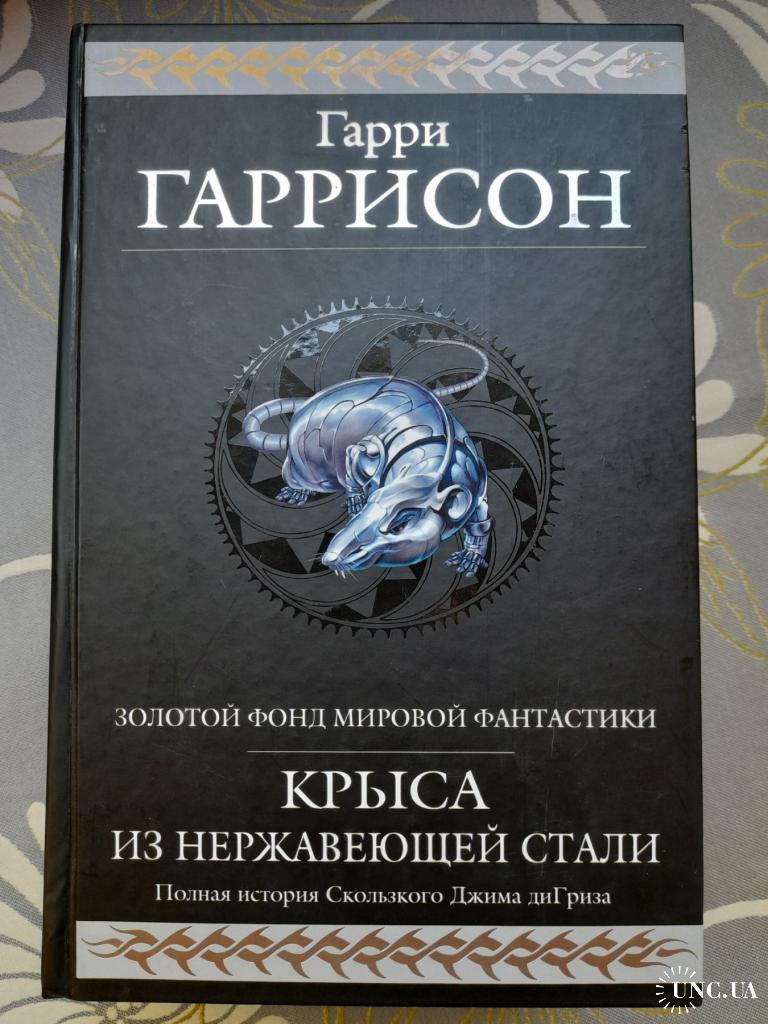 Гарри
ГАРРИСОН
ЗОЛОТОЙ ФОНД МИРОВОЙ ФАНТАСТИКИ
КРЫСА
ИЗ НЕРЖАВЕЮЩЕЙ СТАЛИ
Полная история Скользкого Джима диГриза
UNC.UA